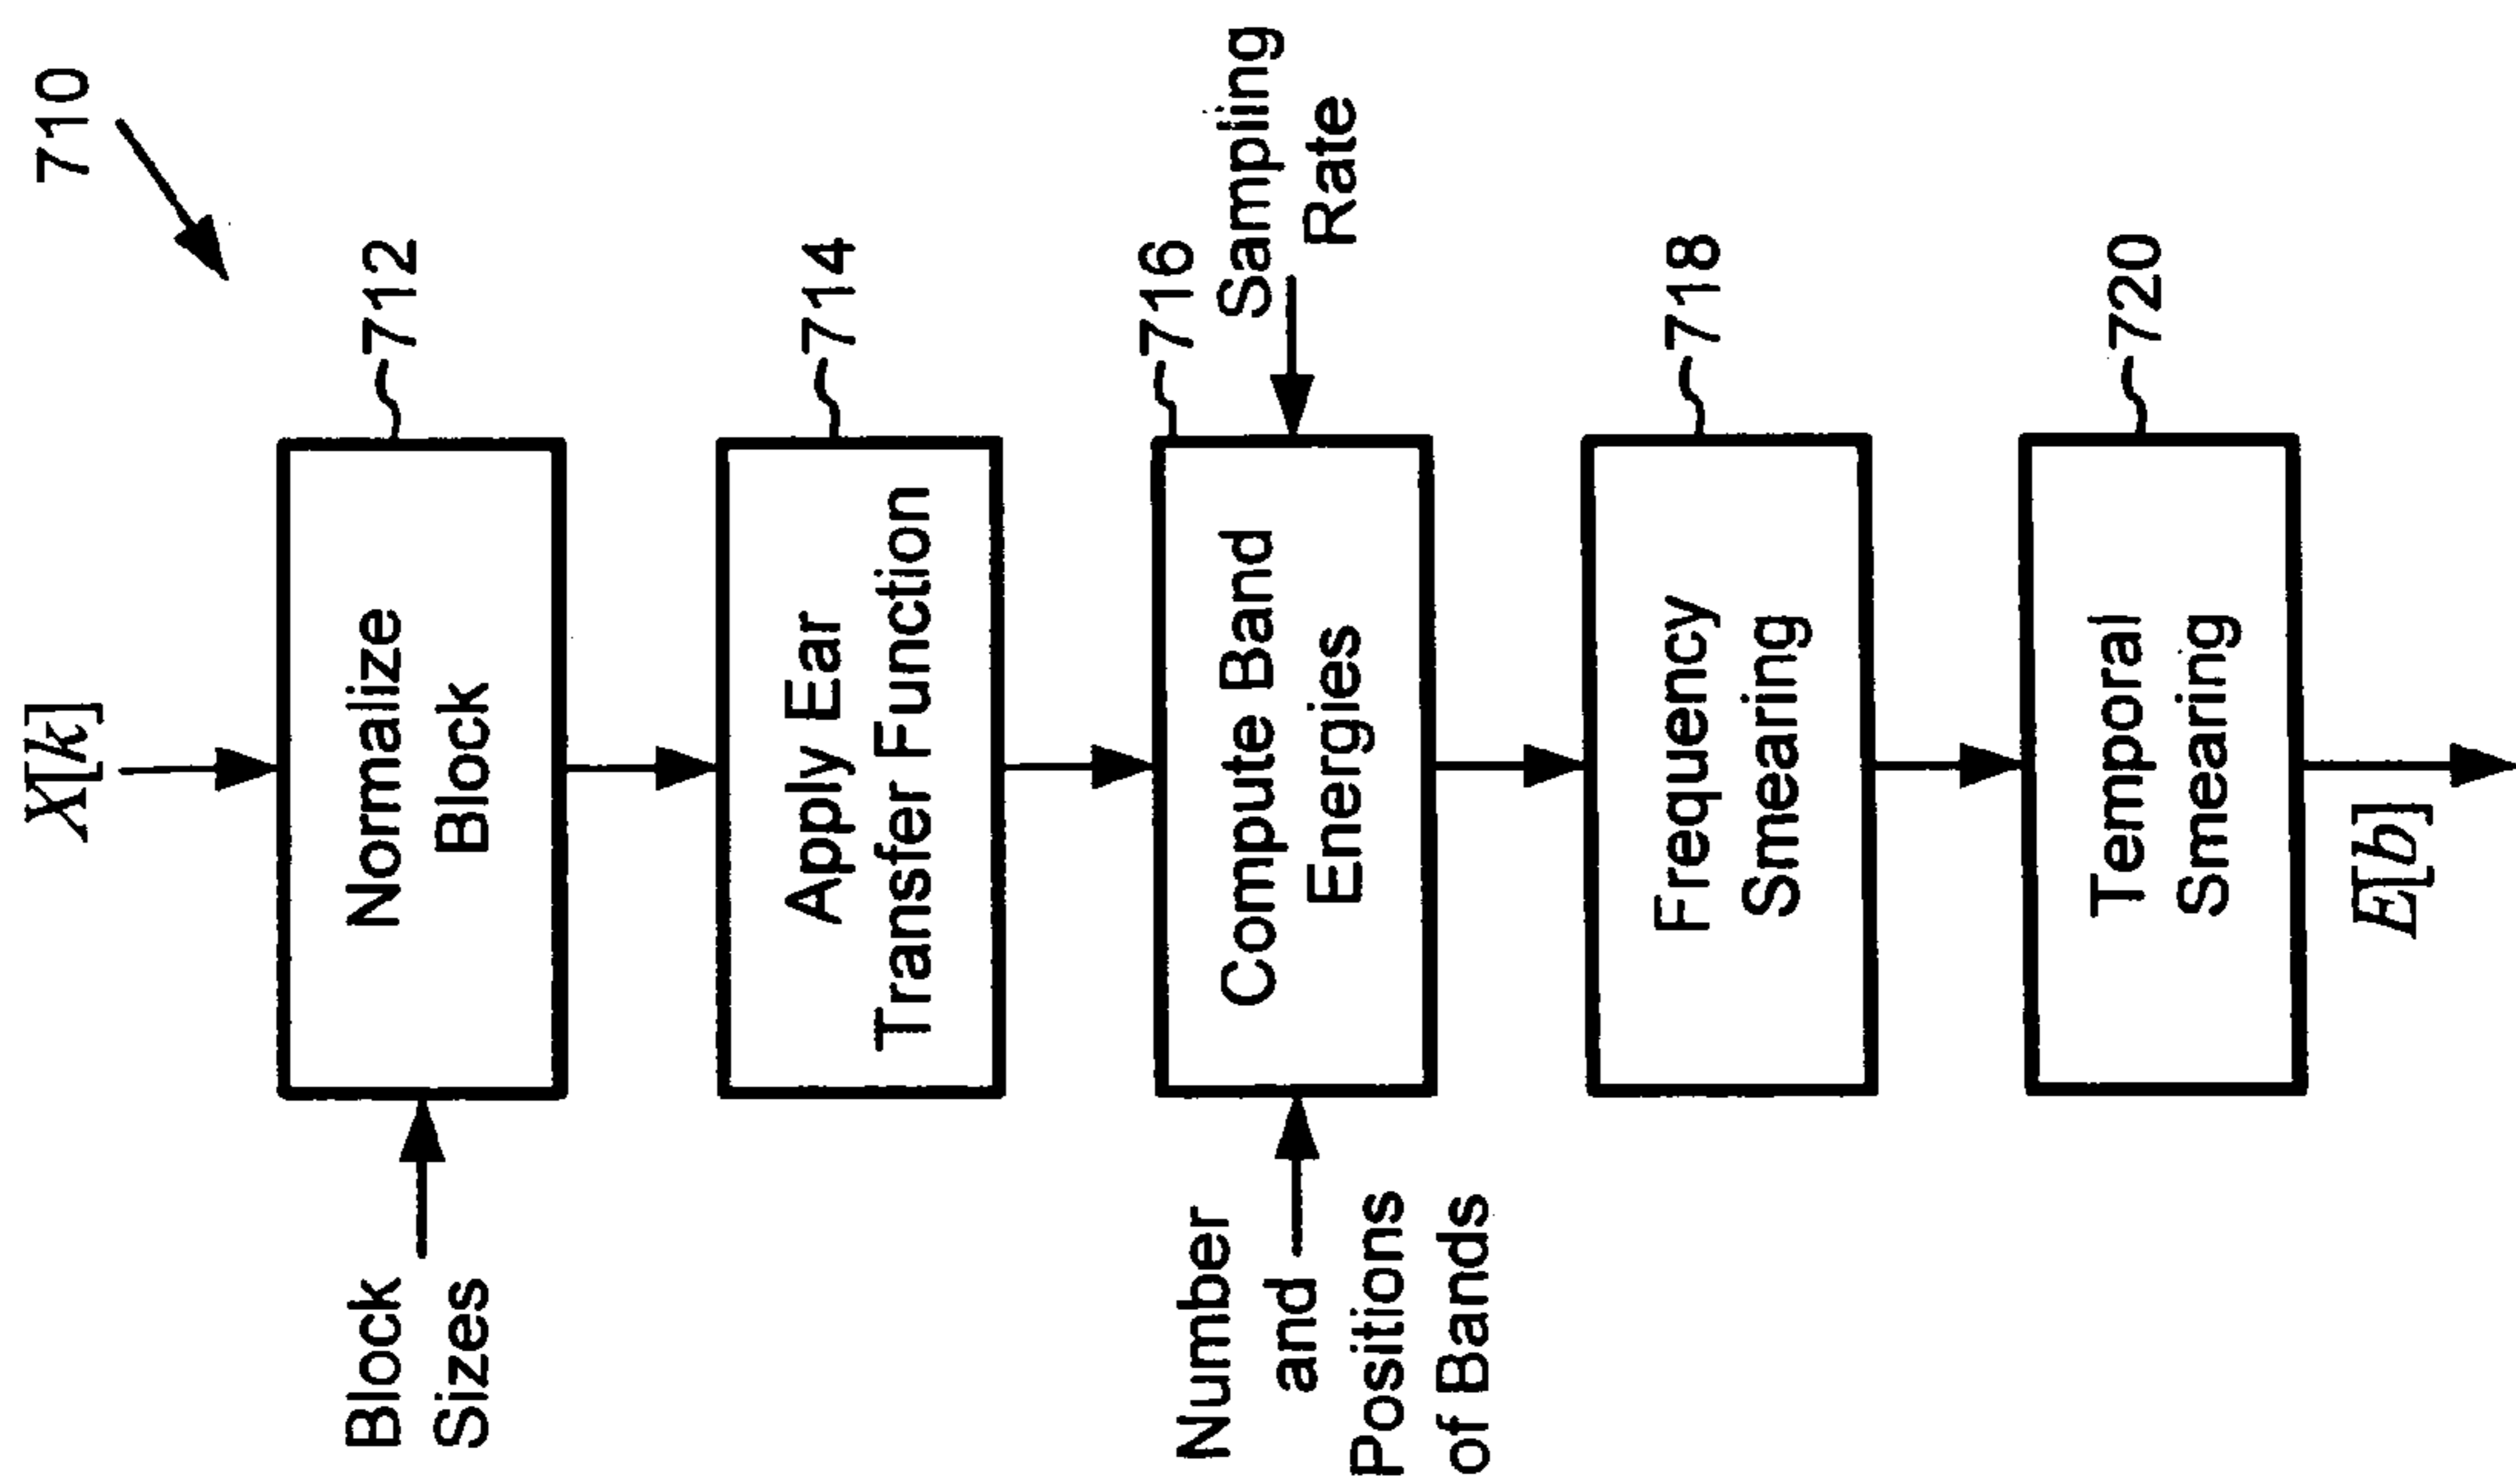 710
X[k]
712
Normalize
Block
Block
Sizes
714
Apply Ear
Transfer Function
716
Sampling
Rate
Compute Band
Energies
Number
and
Positions
of Bands
718
Frequency
Smearing
720
Temporal
Smearing
E[b]